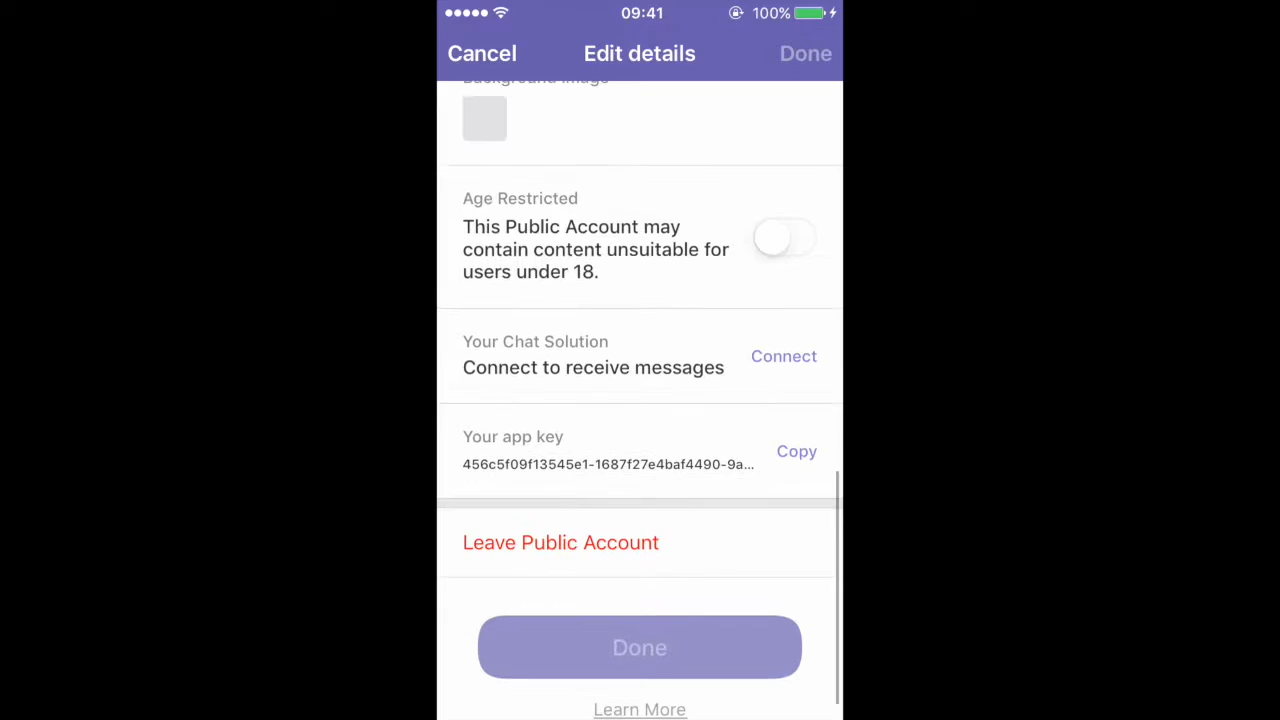 09:41
100%
Cancel
Edit details
Done
Background Image
Age Restricted
This Public Account may
contain content unsuitable for
users under 18.
Your Chat Solution
Connect to receive messages
Connect
Your app key
456c5f09f13545e1-1687f27e4baf4490-9a...
Copy
Leave Public Account
Done
Learn More